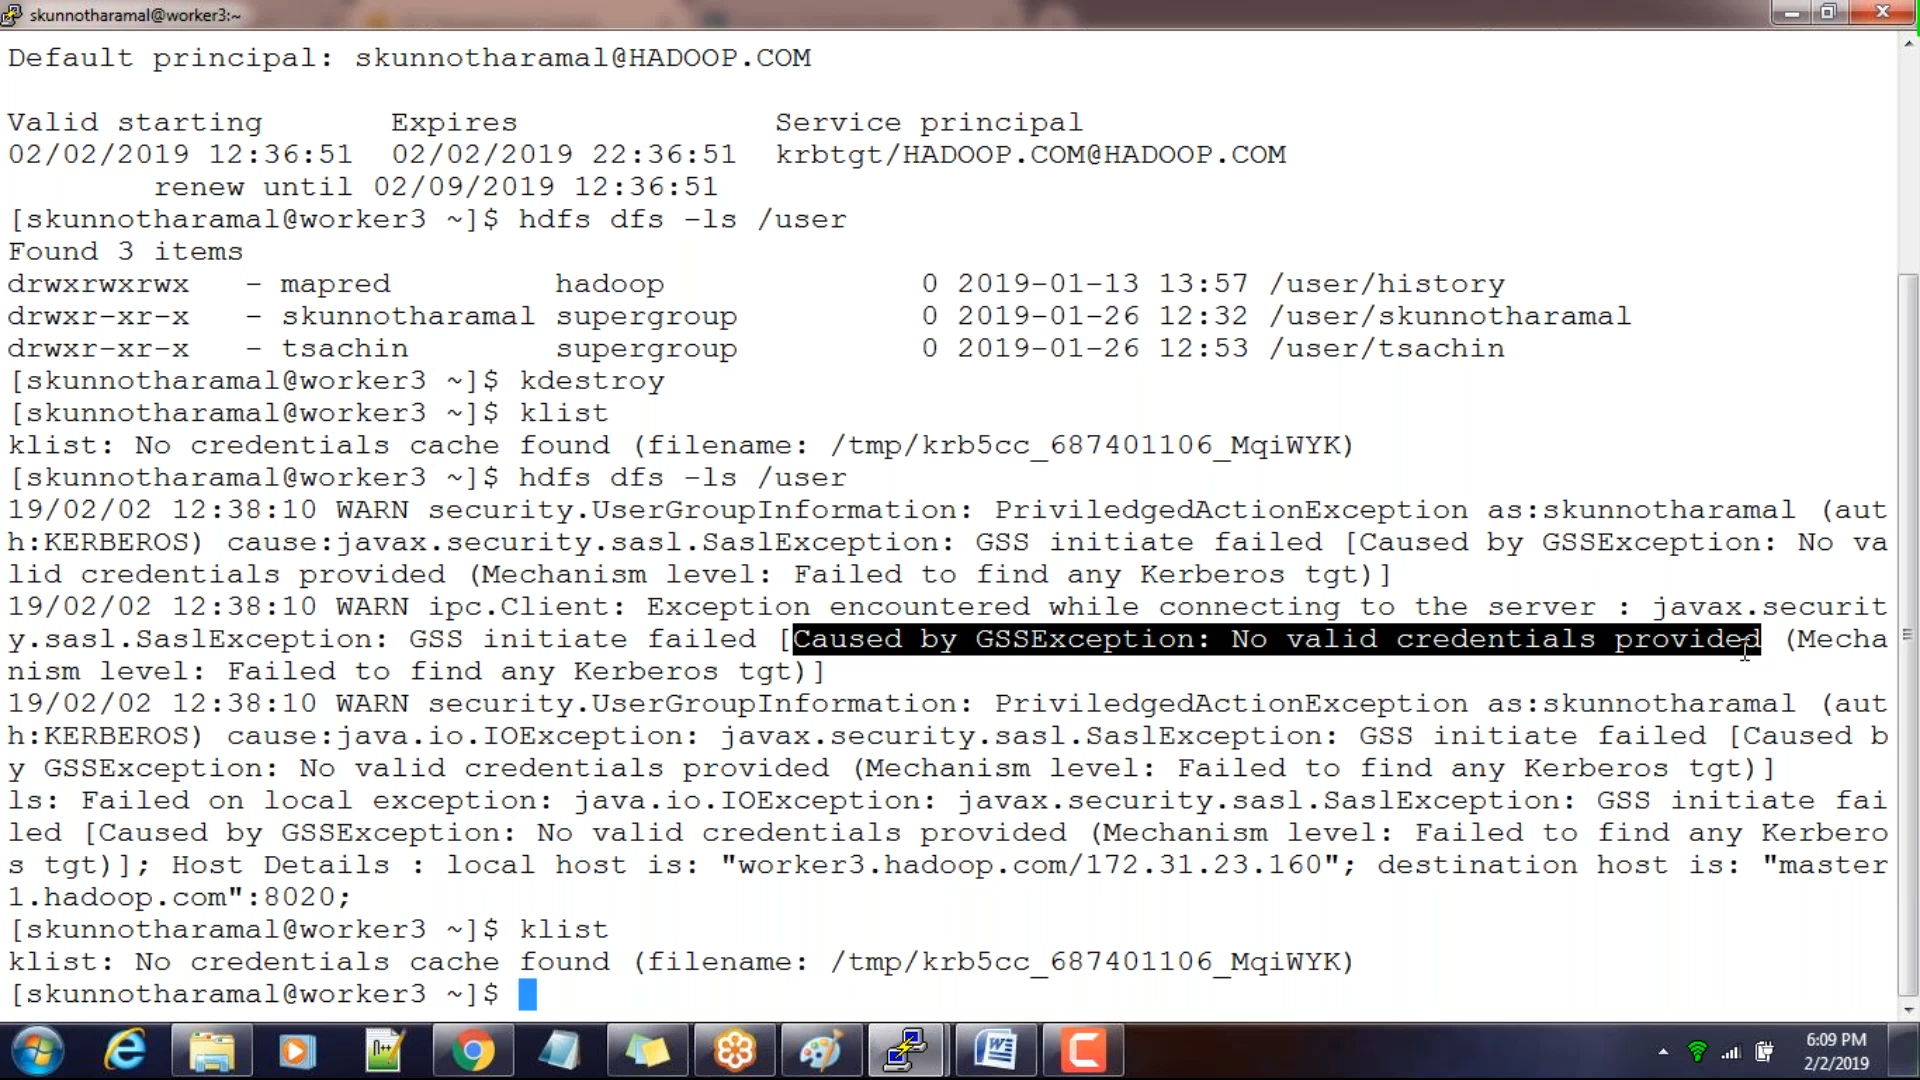 skunnotharamal@worker3:~
Default principal: skunnotharamal@HADOOP.COM
Valid starting       Expires              Service principal
02/02/2019 12:36:51  02/02/2019 22:36:51  krbtgt/HADOOP.COM@HADOOP.COM
        renew until 02/09/2019 12:36:51
[skunnotharamal@worker3 ~]$ hdfs dfs -ls /user
Found 3 items
drwxrwxrwx   - mapred         hadoop              0 2019-01-13 13:57 /user/history
drwxr-xr-x   - skunnotharamal supergroup          0 2019-01-26 12:32 /user/skunnotharamal
drwxr-xr-x   - tsachin        supergroup          0 2019-01-26 12:53 /user/tsachin
[skunnotharamal@worker3 ~]$ kdestroy
[skunnotharamal@worker3 ~]$ klist
klist: No credentials cache found (filename: /tmp/krb5cc_687401106_MqiWYK)
[skunnotharamal@worker3 ~]$ hdfs dfs -ls /user
19/02/02 12:38:10 WARN security.UserGroupInformation: PriviledgedActionException as:skunnotharamal (aut
h:KERBEROS) cause:javax.security.sasl.SaslException: GSS initiate failed [Caused by GSSException: No va
lid credentials provided (Mechanism level: Failed to find any Kerberos tgt)]
19/02/02 12:38:10 WARN ipc.Client: Exception encountered while connecting to the server : javax.securit
y.sasl.SaslException: GSS initiate failed [Caused by GSSException: No valid credentials provided (Mecha
nism level: Failed to find any Kerberos tgt)]
19/02/02 12:38:10 WARN security.UserGroupInformation: PriviledgedActionException as:skunnotharamal (aut
h:KERBEROS) cause:java.io.IOException: javax.security.sasl.SaslException: GSS initiate failed [Caused b
y GSSException: No valid credentials provided (Mechanism level: Failed to find any Kerberos tgt)]
ls: Failed on local exception: java.io.IOException: javax.security.sasl.SaslException: GSS initiate fai
led [Caused by GSSException: No valid credentials provided (Mechanism level: Failed to find any Kerbero
s tgt)]; Host Details : local host is: "worker3.hadoop.com/172.31.23.160"; destination host is: "master
1.hadoop.com":8020;
[skunnotharamal@worker3 ~]$ klist
klist: No credentials cache found (filename: /tmp/krb5cc_687401106_MqiWYK)
[skunnotharamal@worker3 ~]$
6:09 PM
2/2/2019